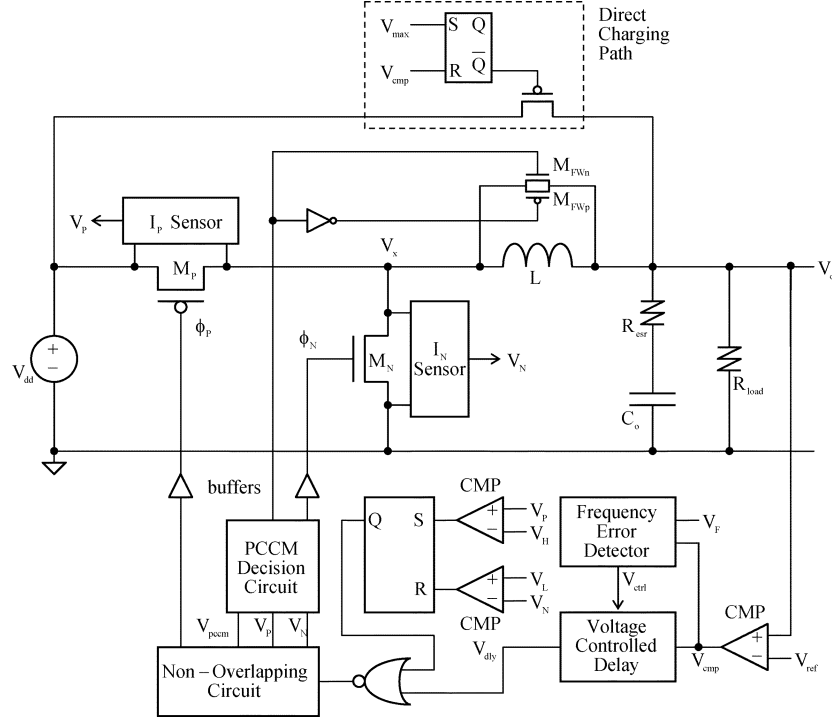 Direct
Charging
Path
V_max
S Q
V_cmp
R Q̅
M_FWn
M_FWp
V_P
I_P Sensor
M_P
V_x
L
V_o
ϕ_P
ϕ_N
M_N
I_N
Sensor
V_N
R_esr
R_load
C_o
+
−
V_dd
buffers
CMP
Q S
R
+
−
V_P
V_H
+
−
V_L
V_N
CMP
Frequency
Error
Detector
V_F
V_ctrl
PCCM
Decision
Circuit
V_pccm
V_P
V_N
Non – Overlapping
Circuit
V_dly
Voltage
Controlled
Delay
V_cmp
CMP
+
−
V_ref